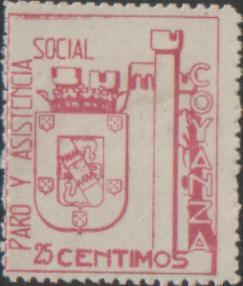 PARO Y ASISTENCIA
SOCIAL
COYANZA
25 CENTIMOS